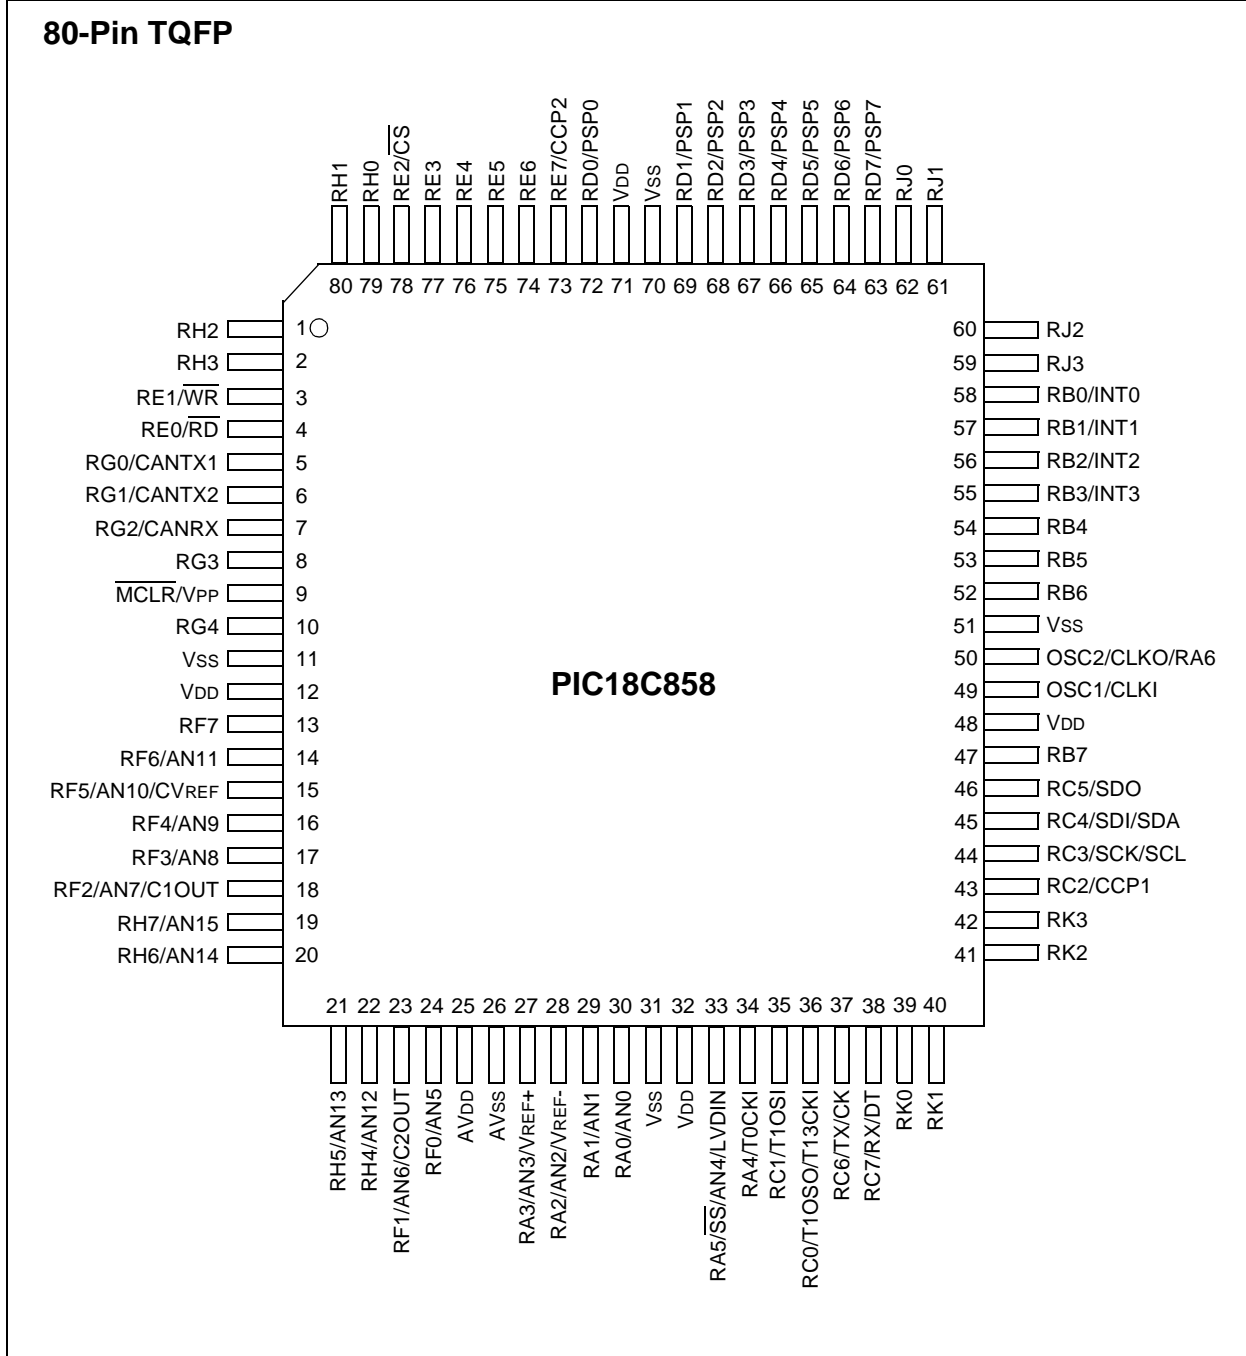 80-Pin TQFP
RH1
RH0
RE2/C̅S̅
RE3
RE4
RE5
RE6
RE7/CCP2
RD0/PSP0
VDD
VSS
RD1/PSP1
RD2/PSP2
RD3/PSP3
RD4/PSP4
RD5/PSP5
RD6/PSP6
RD7/PSP7
RJ0
RJ1
80 79 78 77 76 75 74 73 72 71 70 69 68 67 66 65 64 63 62 61
RH2 1 60 RJ2
RH3 2 59 RJ3
RE1/W̅R̅ 3 58 RB0/INT0
RE0/R̅D̅ 4 57 RB1/INT1
RG0/CANTX1 5 56 RB2/INT2
RG1/CANTX2 6 55 RB3/INT3
RG2/CANRX 7 54 RB4
RG3 8 53 RB5
M̅C̅L̅R̅/VPP 9 52 RB6
RG4 10 51 VSS
VSS 11 50 OSC2/CLKO/RA6
VDD 12 49 OSC1/CLKI
PIC18C858
RF7 13 48 VDD
RF6/AN11 14 47 RB7
RF5/AN10/CVREF 15 46 RC5/SDO
RF4/AN9 16 45 RC4/SDI/SDA
RF3/AN8 17 44 RC3/SCK/SCL
RF2/AN7/C1OUT 18 43 RC2/CCP1
RH7/AN15 19 42 RK3
RH6/AN14 20 41 RK2
21 22 23 24 25 26 27 28 29 30 31 32 33 34 35 36 37 38 39 40
RH5/AN13
RH4/AN12
RF1/AN6/C2OUT
RF0/AN5
AVDD
AVSS
RA3/AN3/VREF+
RA2/AN2/VREF-
RA1/AN1
RA0/AN0
VSS
VDD
RA5/S̅S̅/AN4/LVDIN
RA4/T0CKI
RC1/T1OSI
RC0/T1OSO/T13CKI
RC6/TX/CK
RC7/RX/DT
RK0
RK1